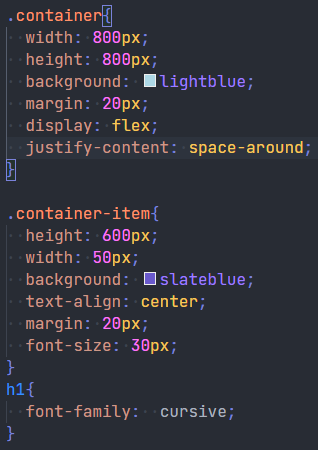 .container{
  width: 800px;
  height: 800px;
  background: lightblue;
  margin: 20px;
  display: flex;
  justify-content: space-around;
}

.container-item{
  height: 600px;
  width: 50px;
  background: slateblue;
  text-align: center;
  margin: 20px;
  font-size: 30px;
}
h1{
  font-family:  cursive;
}